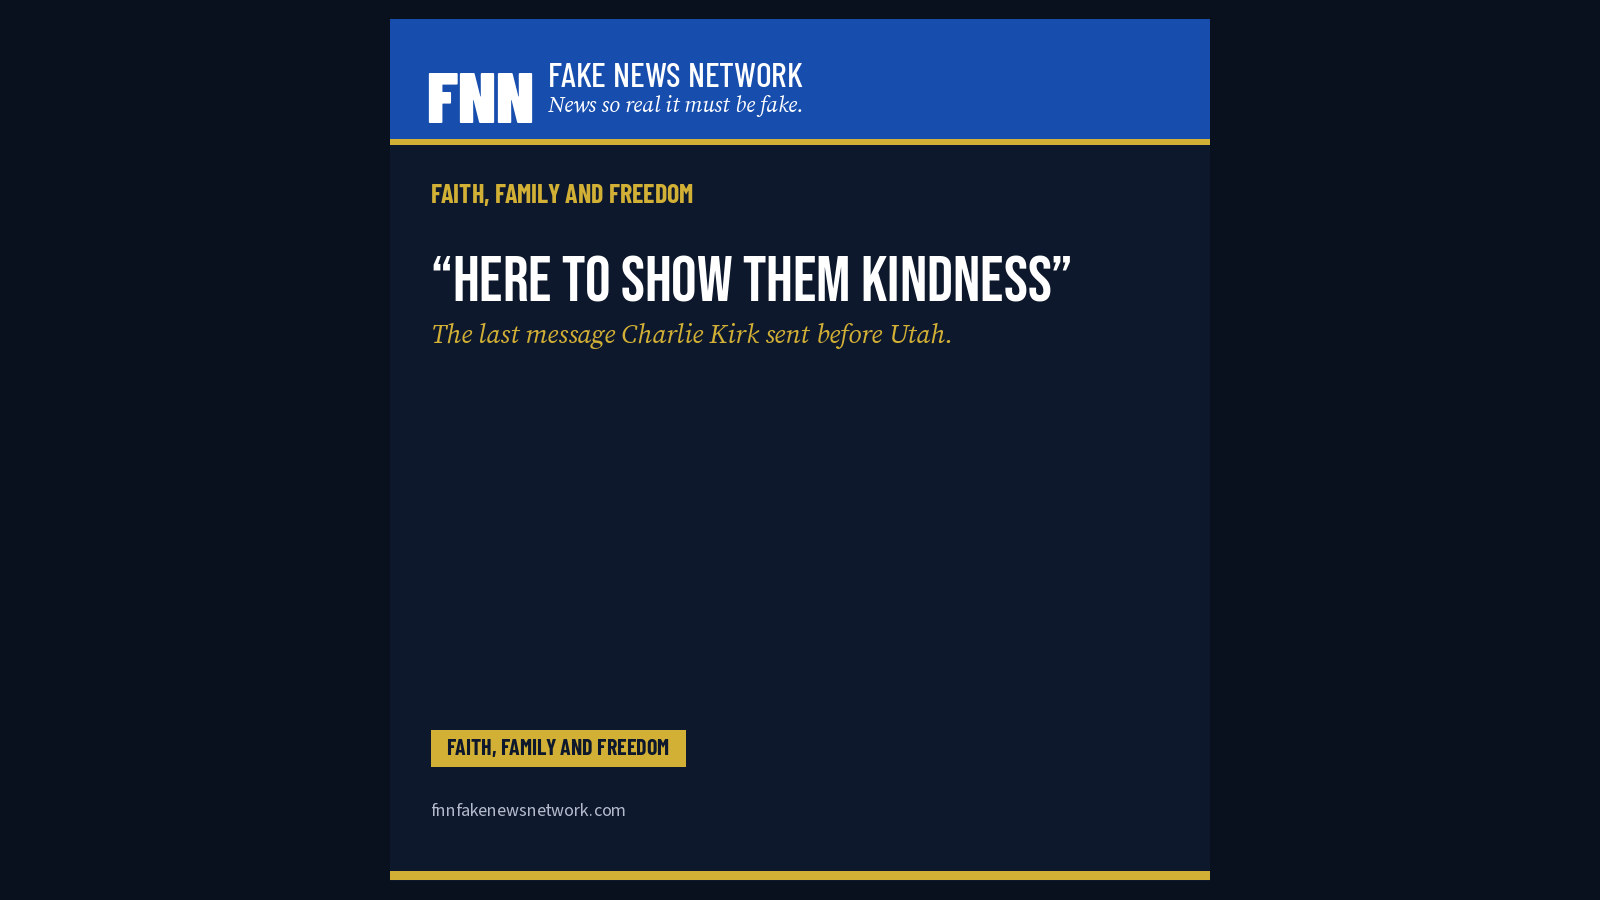 FNN
FAKE NEWS NETWORK
News so real it must be fake.
FAITH, FAMILY AND FREEDOM
“HERE TO SHOW THEM KINDNESS”
The last message Charlie Kirk sent before Utah.
FAITH, FAMILY AND FREEDOM
fnnfakenewsnetwork.com